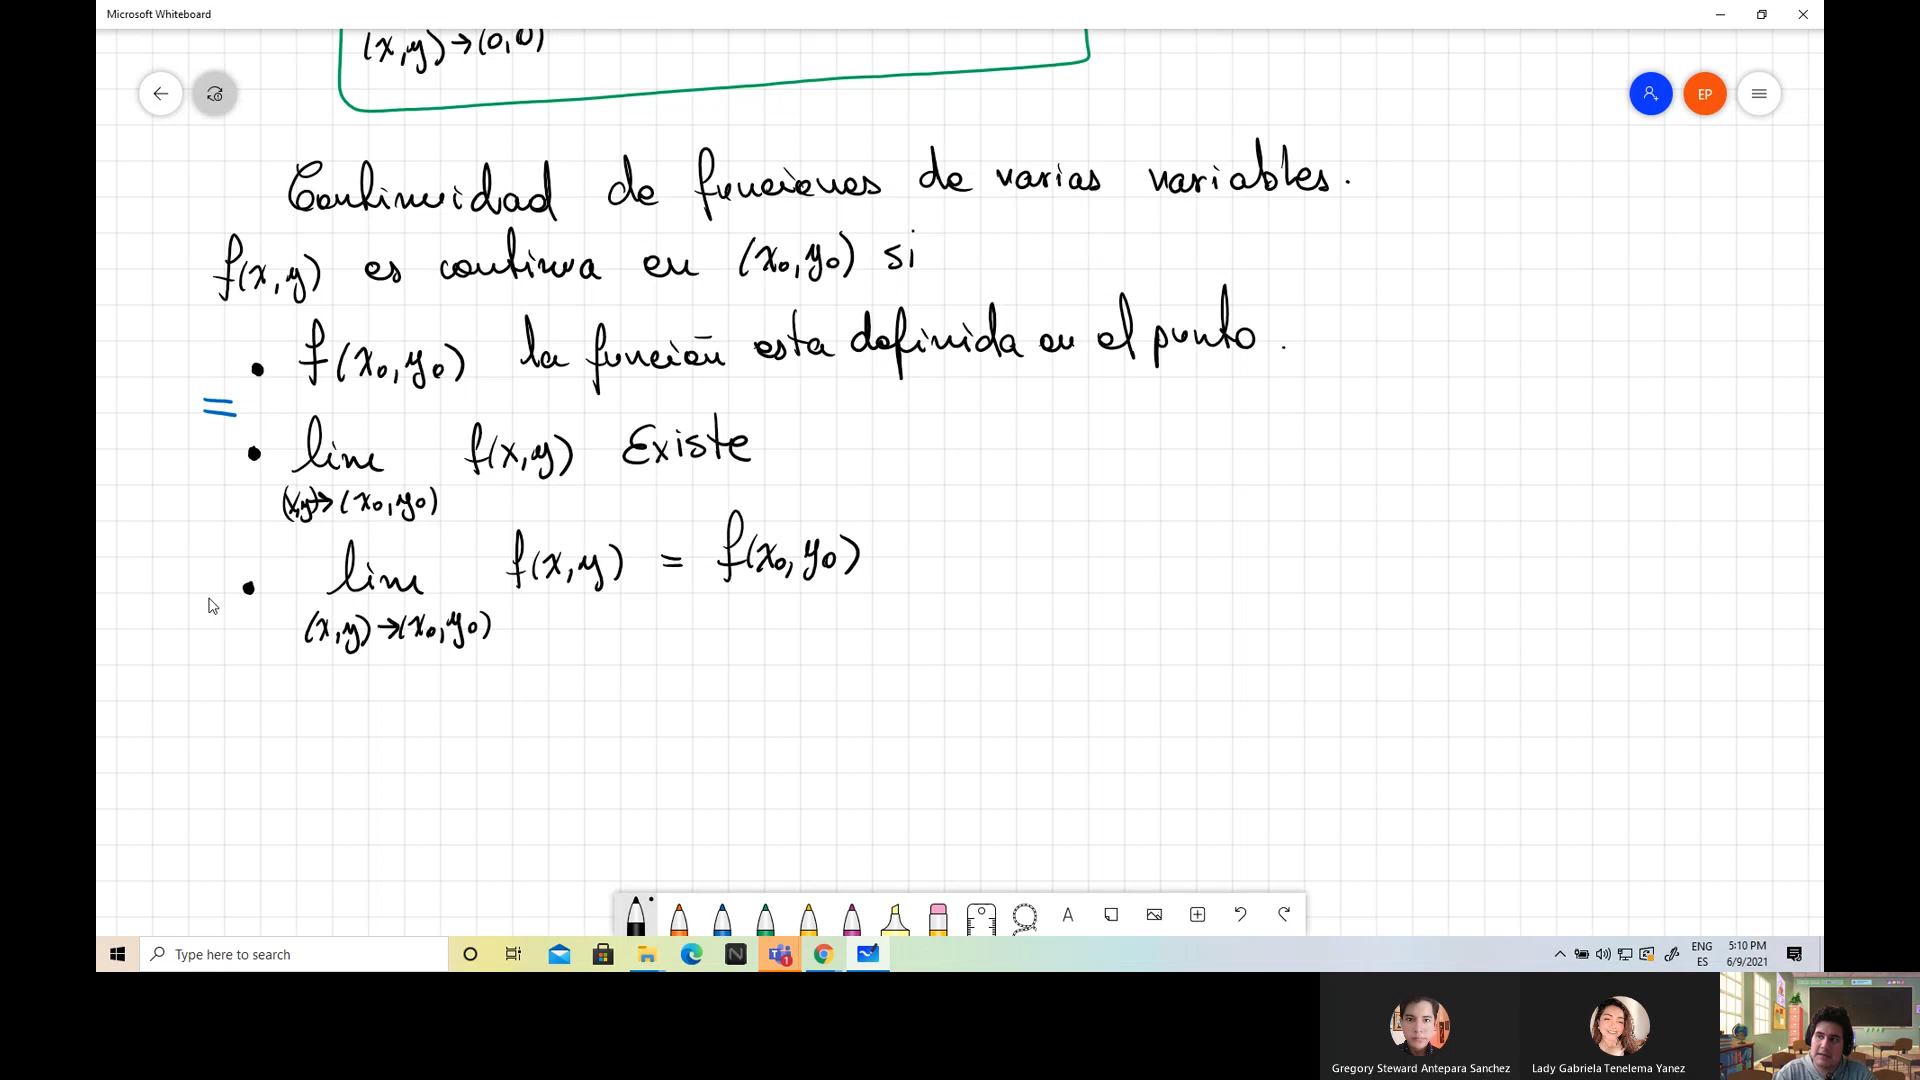 Microsoft Whiteboard
(x,y)→(0,0)
EP
Continuidad de funciones de varias variables.
f(x,y) es continua en (x₀,y₀) si
• f(x₀,y₀) la función esta definida en el punto.
=
• lim f(x,y) Existe
(x,y)→(x₀,y₀)
• lim f(x,y) = f(x₀,y₀)
(x,y)→(x₀,y₀)
A
Type here to search
N
1
ENG
ES
5:10 PM
6/9/2021
Gregory Steward Antepara Sanchez
Lady Gabriela Tenelema Yanez